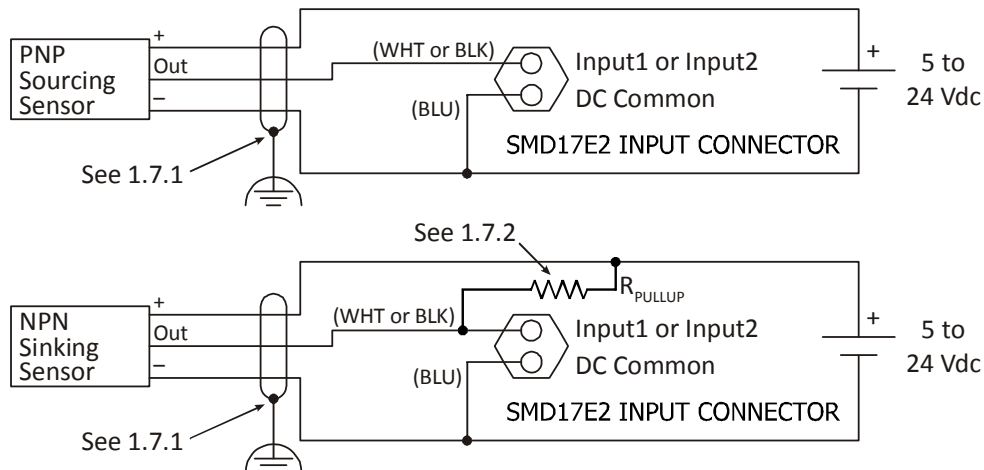 PNP
Sourcing
Sensor
+
Out
–
See 1.7.1
(WHT or BLK)
(BLU)
Input1 or Input2
DC Common
SMD17E2 INPUT CONNECTOR
+
5 to
24 Vdc
See 1.7.2
RPULLUP
NPN
Sinking
Sensor
+
Out
–
See 1.7.1
(WHT or BLK)
(BLU)
Input1 or Input2
DC Common
SMD17E2 INPUT CONNECTOR
+
5 to
24 Vdc